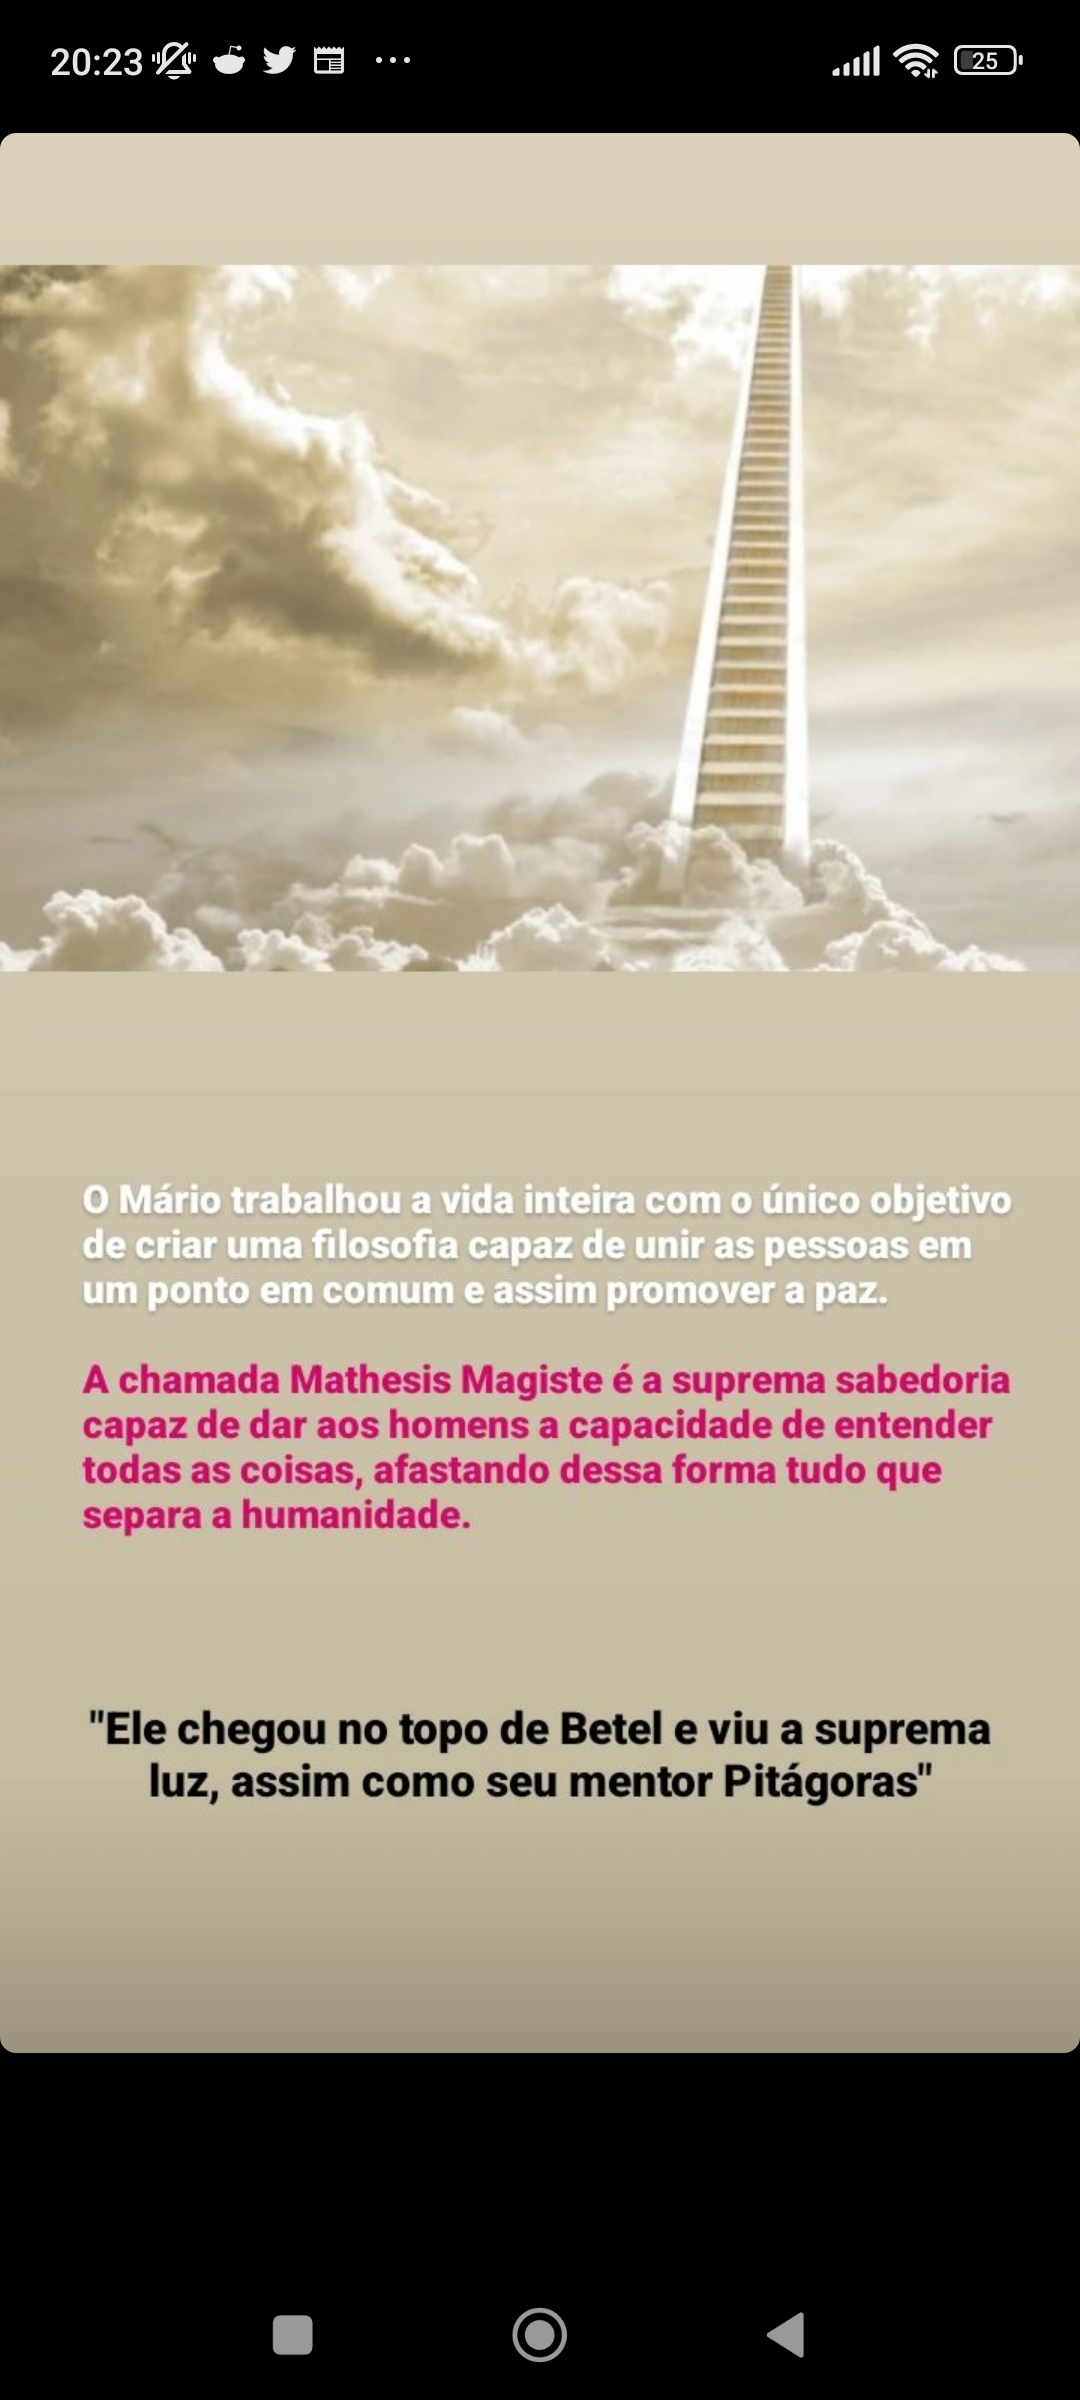 20:23
25
O Mário trabalhou a vida inteira com o único objetivo
de criar uma filosofia capaz de unir as pessoas em
um ponto em comum e assim promover a paz.
A chamada Mathesis Magiste é a suprema sabedoria
capaz de dar aos homens a capacidade de entender
todas as coisas, afastando dessa forma tudo que
separa a humanidade.
"Ele chegou no topo de Betel e viu a suprema
luz, assim como seu mentor Pitágoras"